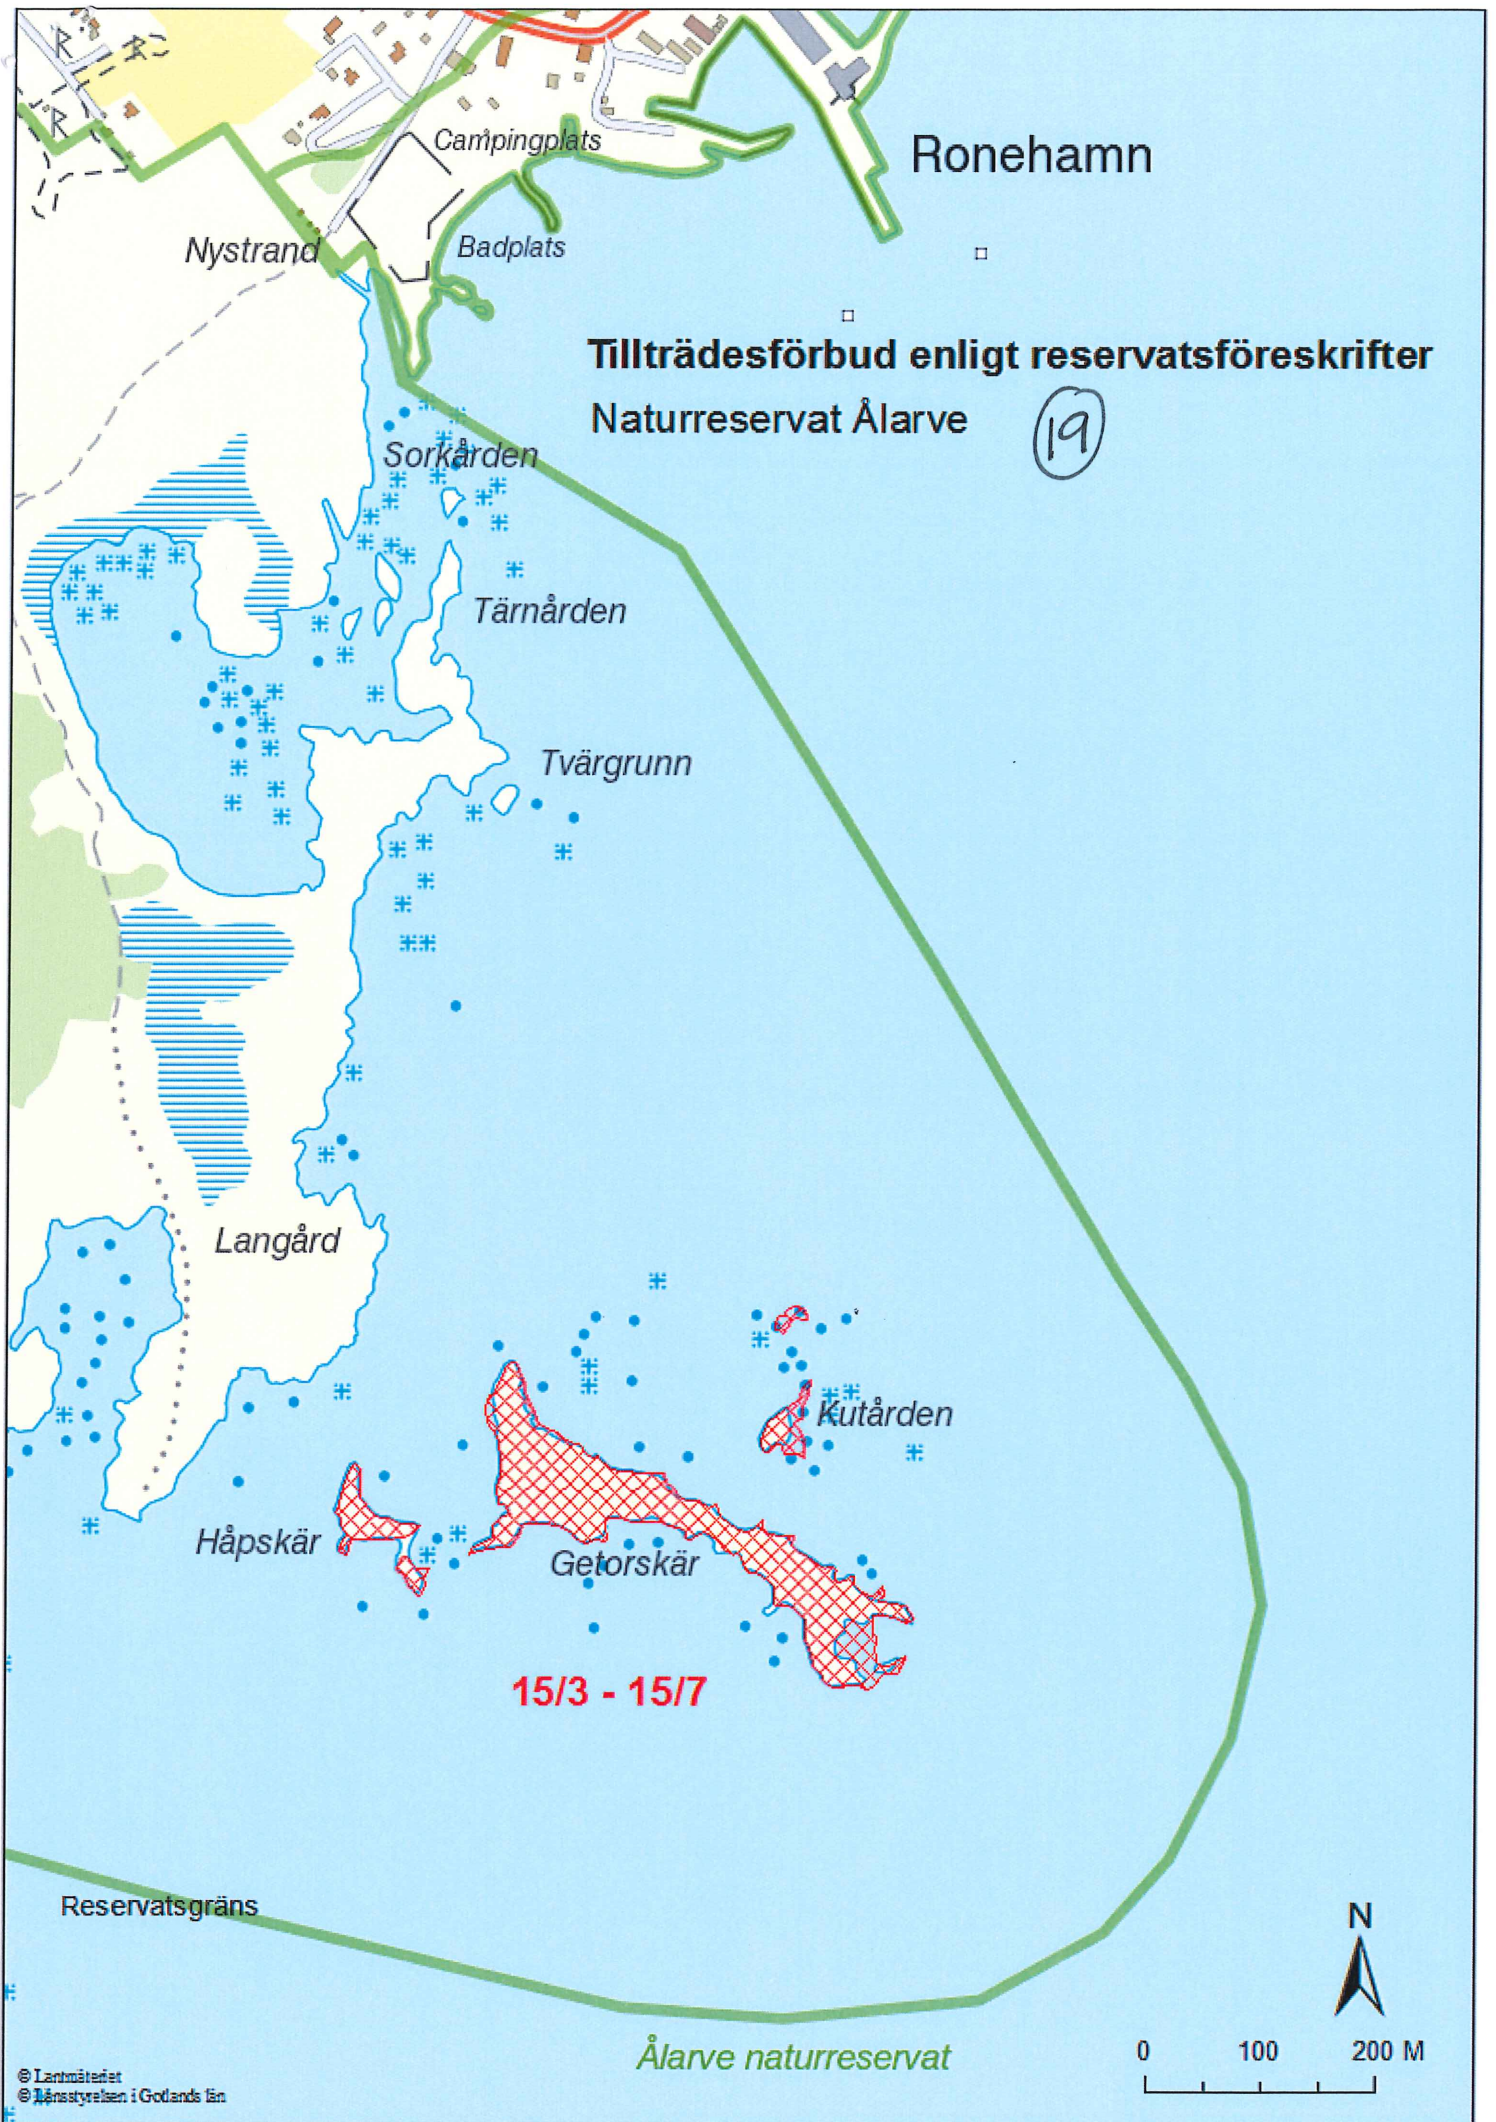 R
R
R
Campingplats
Ronehamn
Nystrand
Badplats
Tillträdesförbud enligt reservatsföreskrifter
Naturreservat Ålarve
19
Sorkården
Tärnården
Tvärgrunn
Langård
Kutården
Håpskär
Getorskär
15/3 - 15/7
Reservatsgräns
N
Ålarve naturreservat
0 100 200 M
© Lantmäteriet
© Länsstyrelsen i Gotlands län